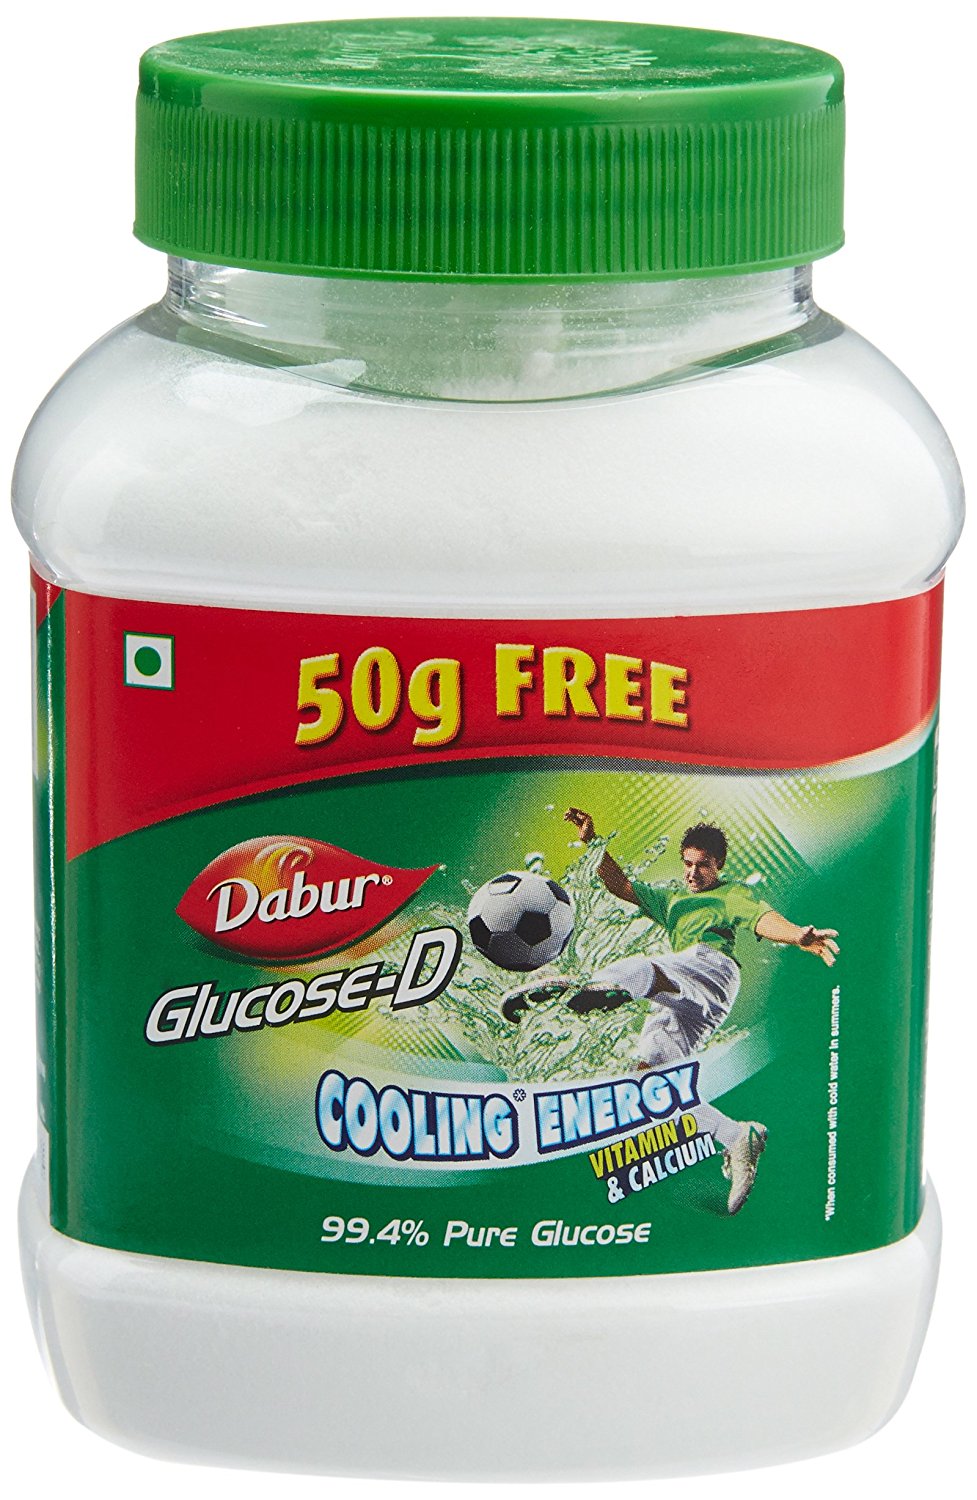 50g FREE
Dabur®
Glucose-D
COOLING* ENERGY
VITAMIN D
& CALCIUM
99.4% Pure Glucose
*When consumed with cold water in summers.